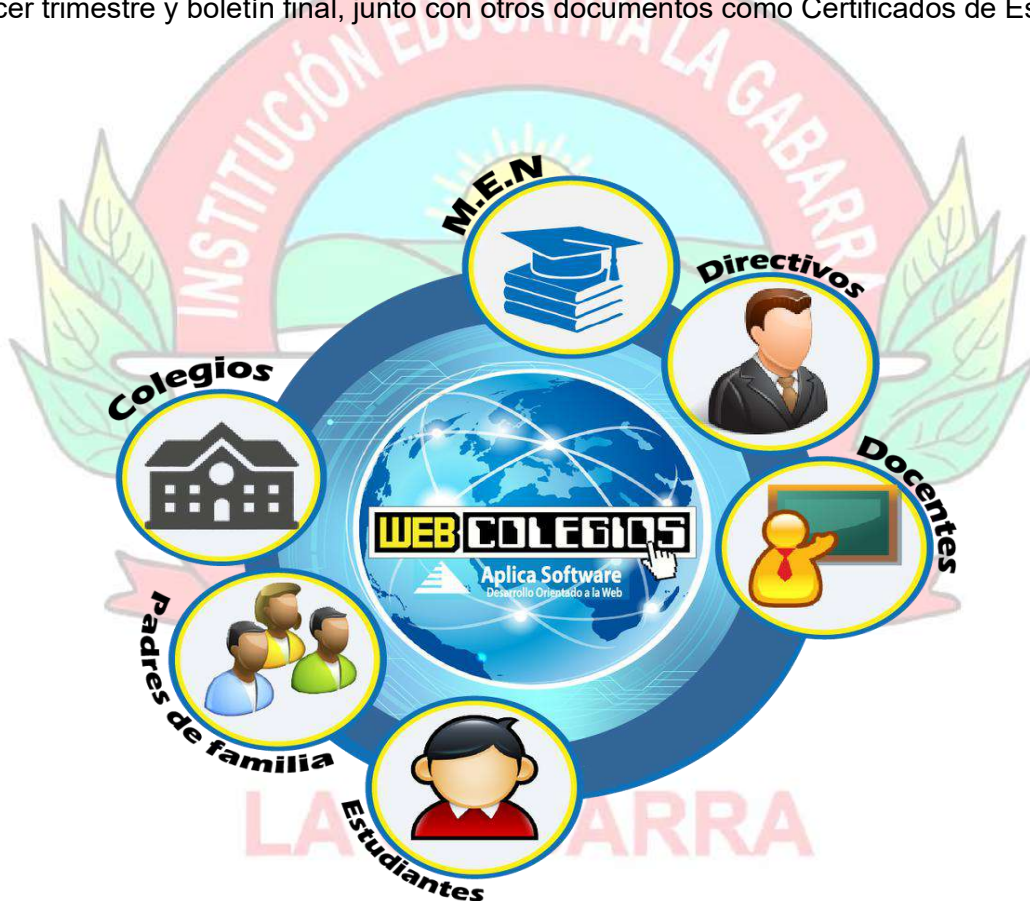 cer trimestre y boletín final, junto con otros documentos como Certificados de Es
INSTITUCIÓN EDUCATIVA LA GABARRA
M.E.N
Directivos
Colegios
Docentes
WEB COLEGIOS
Aplica Software
Desarrollo Orientado a la Web
Padres de familia
Estudiantes
LA ARRA